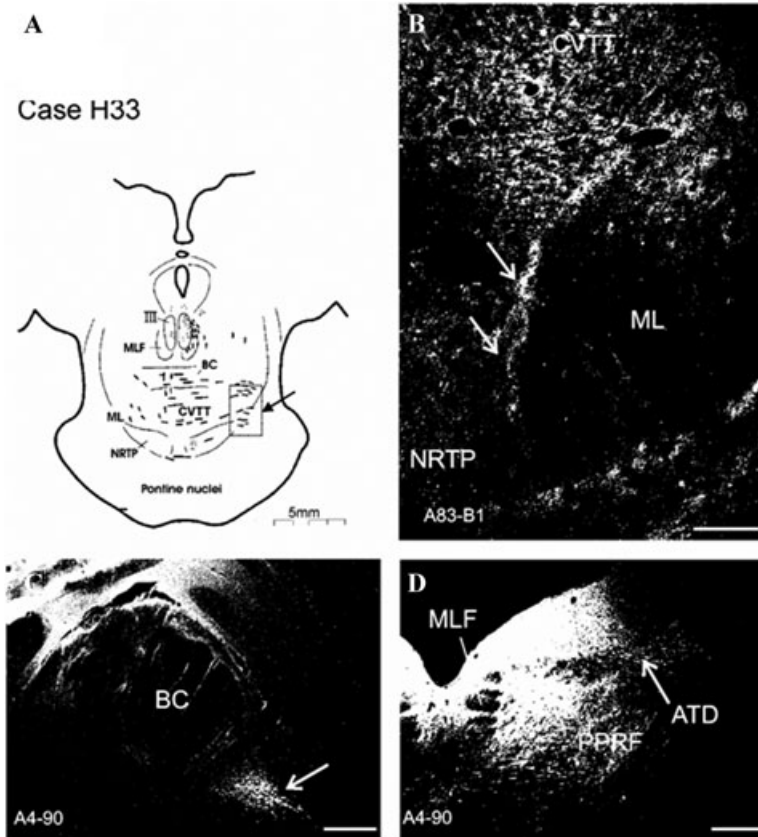 A
Case H33
III
MLF
BC
CVTT
ML
NRTP
Pontine nuclei
5mm
B
CVTT
ML
NRTP
A83-B1
BC
A4-90
D
MLF
ATD
PPRF
A4-90